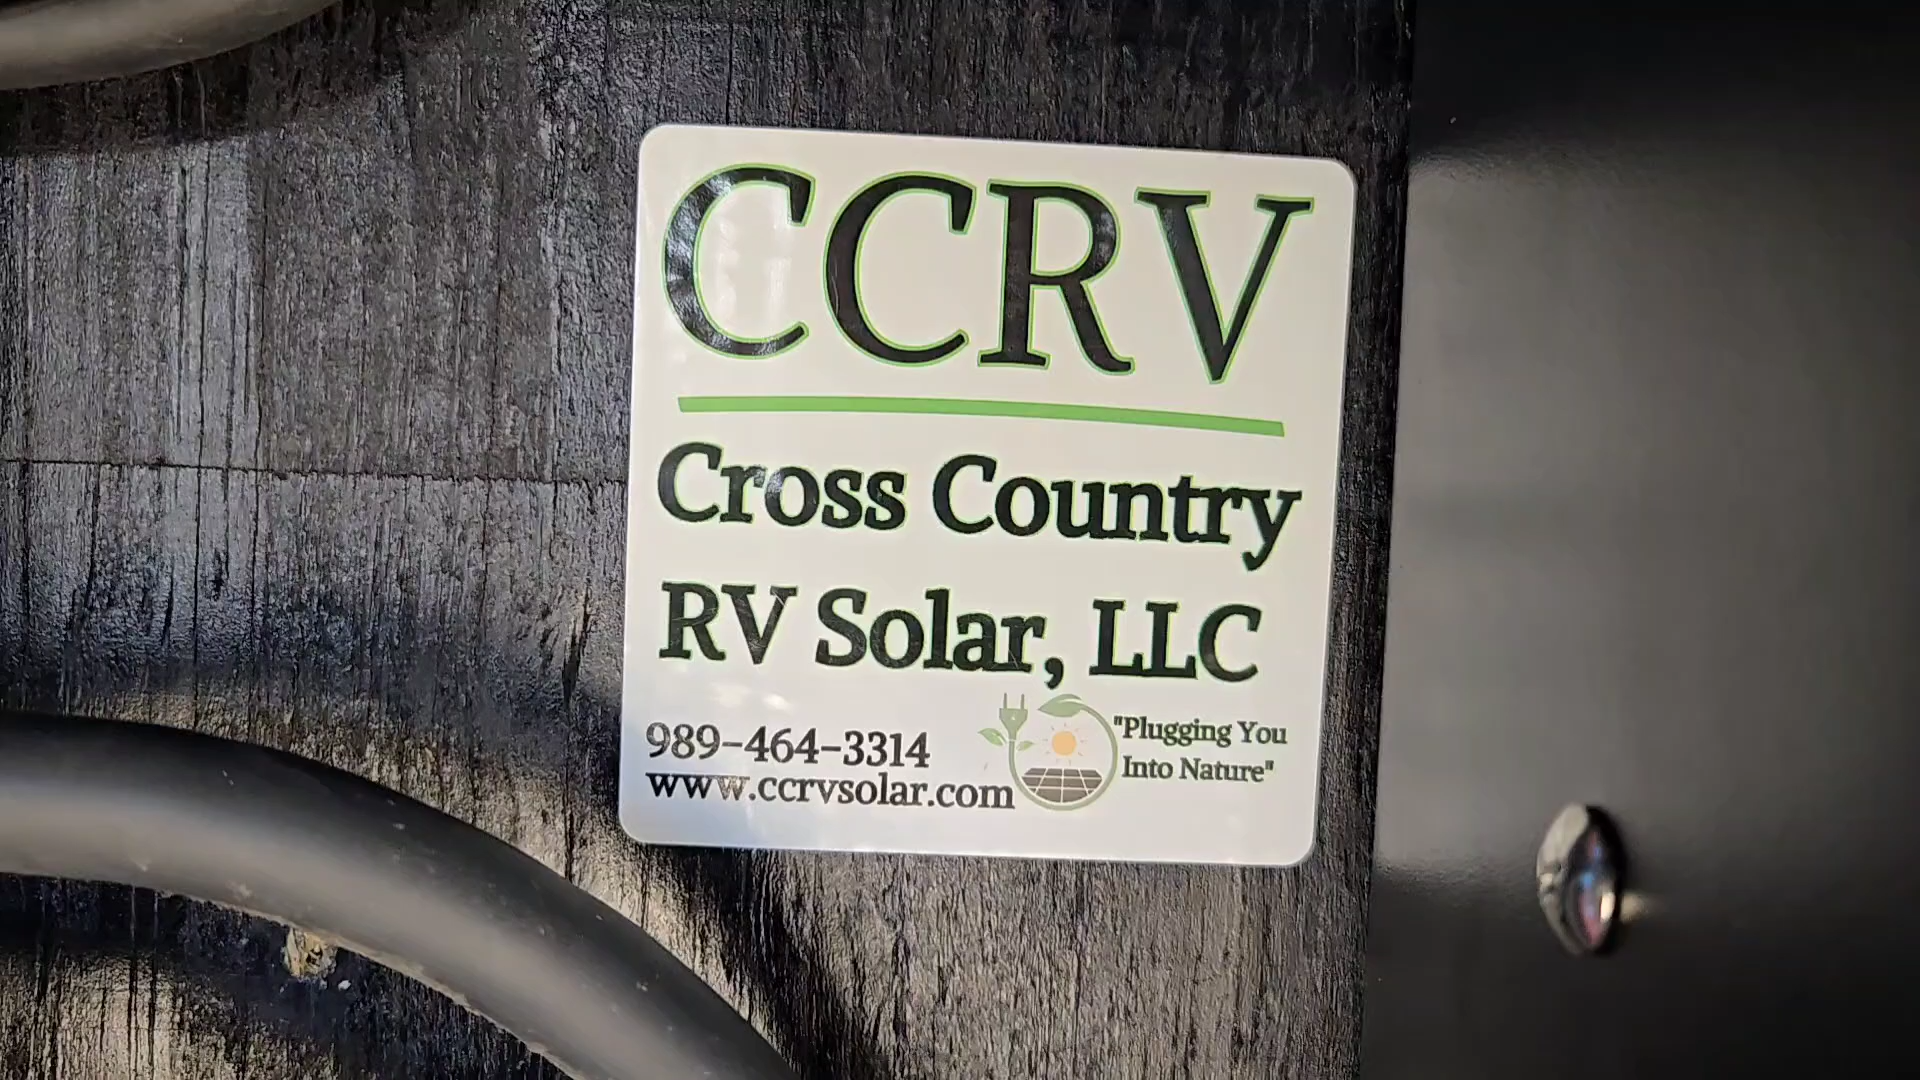 CCRV
Cross Country
RV Solar, LLC
989-464-3314
www.ccrvsolar.com
"Plugging You
Into Nature"